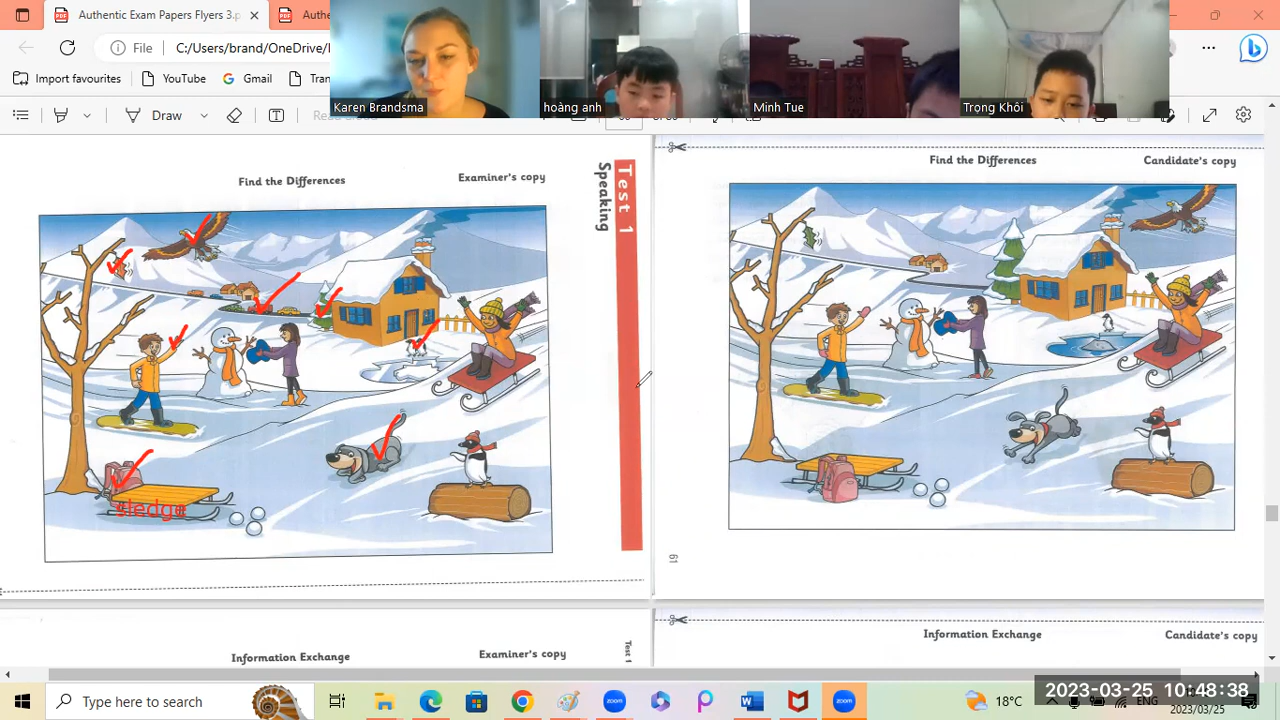 Authentic Exam Papers Flyers 3.p
File
C:/Users/brand/OneDrive/
Import favourites
YouTube
Gmail
Karen Brandsma
hoàng anh
Minh Tue
Trọng Khôi
Draw
Find the Differences
Examiner's copy
Test 1
Speaking
sledge
Find the Differences
Candidate's copy
61
Information Exchange
Examiner's copy
Test 1
Information Exchange
Candidate's copy
Type here to search
18°C
2023-03-25 10:48:38
2023/03/25